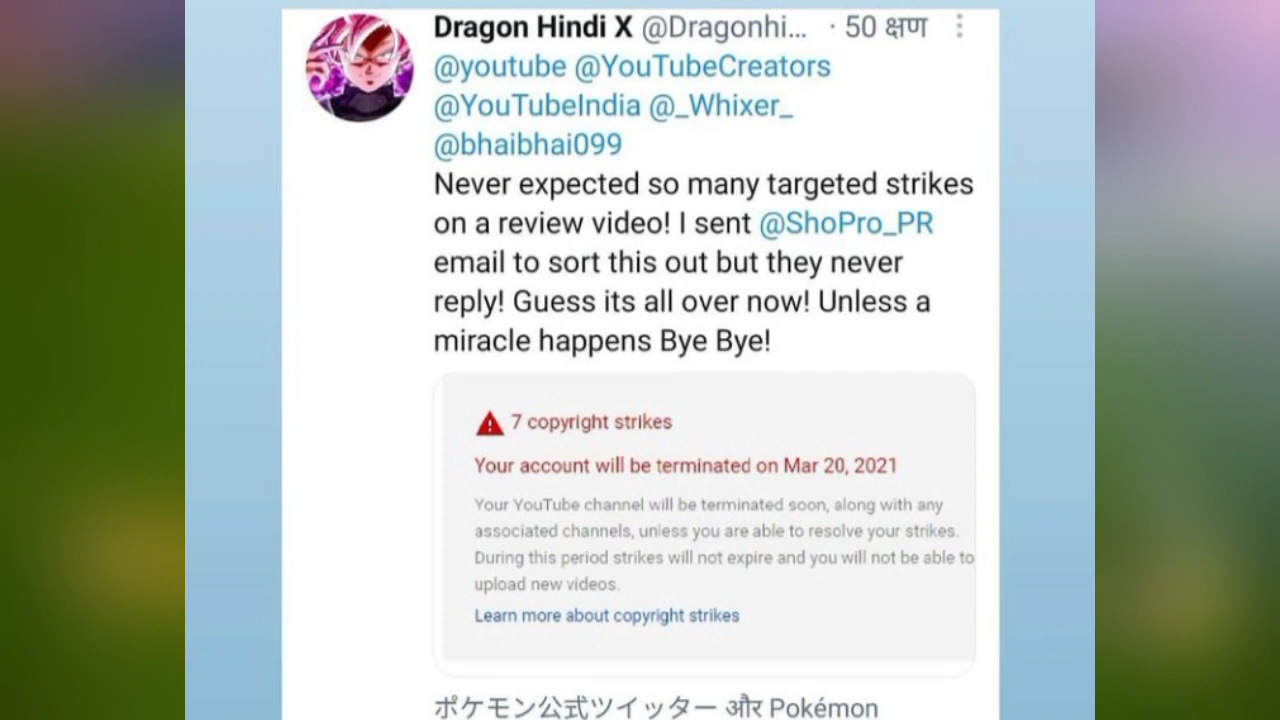 Dragon Hindi X @Dragonhi... · 50 क्षण
@youtube @YouTubeCreators
@YouTubeIndia @_Whixer_
@bhaibhai099
Never expected so many targeted strikes
on a review video! I sent @ShoPro_PR
email to sort this out but they never
reply! Guess its all over now! Unless a
miracle happens Bye Bye!
7 copyright strikes
Your account will be terminated on Mar 20, 2021
Your YouTube channel will be terminated soon, along with any
associated channels, unless you are able to resolve your strikes.
During this period strikes will not expire and you will not be able to
upload new videos.
Learn more about copyright strikes
ポケモン公式ツイッター और Pokémon